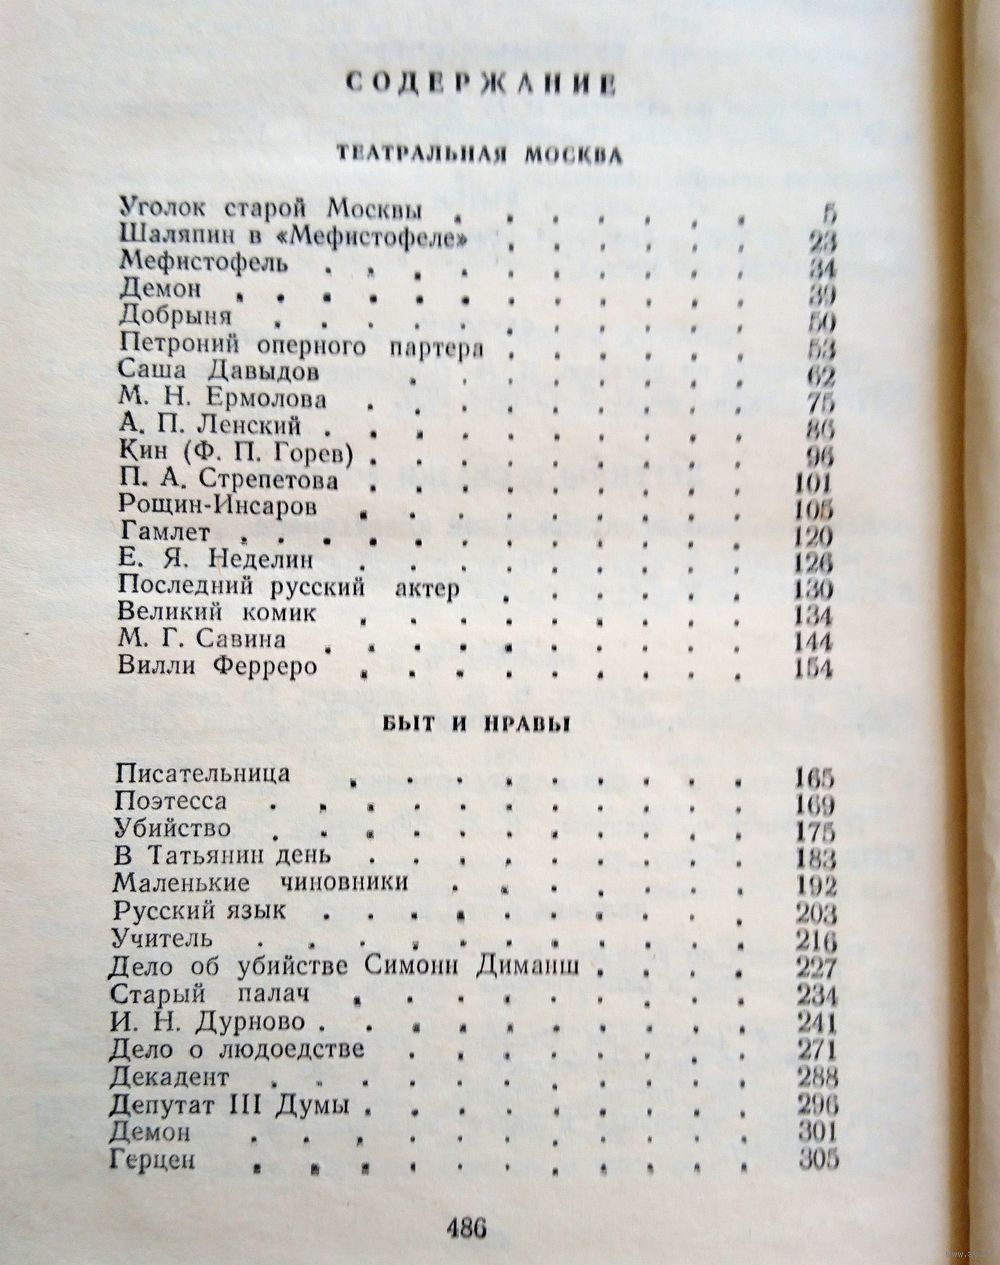 СОДЕРЖАНИЕ
ТЕАТРАЛЬНАЯ МОСКВА
Уголок старой Москвы . . . . . . . 5
Шаляпин в «Мефистофеле» . . . . . . 23
Мефистофель . . . . . . . . . . 34
Демон . . . . . . . . . . . . 39
Добрыня . . . . . . . . . . . 50
Петроний оперного партера . . . . . . 53
Саша Давыдов . . . . . . . . 62
М. Н. Ермолова . . . . . . . . . 75
А. П. Ленский . . . . . . . . . . 86
Кин (Ф. П. Горев) . . . . . . . . . 96
П. А. Стрепетова . . . . . . . . . 101
Рощин-Инсаров . . . . . . . . . 105
Гамлет . . . . . . . . . . . . 120
Е. Я. Неделин . . . . . . . . . 126
Последний русский актер . . . . . . 130
Великий комик . . . . . . . . . 134
М. Г. Савина . . . . . . . . . . 144
Вилли Ферреро . . . . . . . . . 154
БЫТ И НРАВЫ
Писательница . . . . . . . . . 165
Поэтесса . . . . . . . . . . . 169
Убийство . . . . . . . . . . . 175
В Татьянин день . . . . . . . . . 183
Маленькие чиновники . . . . . . . 192
Русский язык . . . . . . . . . . 203
Учитель . . . . . . . . . . . 216
Дело об убийстве Симони Диманш . . . . 227
Старый палач . . . . . . . . . 234
И. Н. Дурново . . . . . . . . . . 241
Дело о людоедстве . . . . . . . . 271
Декадент . . . . . . . . . . . 288
Депутат III Думы . . . . . . . . . 296
Демон . . . . . . . . . . . 301
Герцен . . . . . . . . . . . 305
486